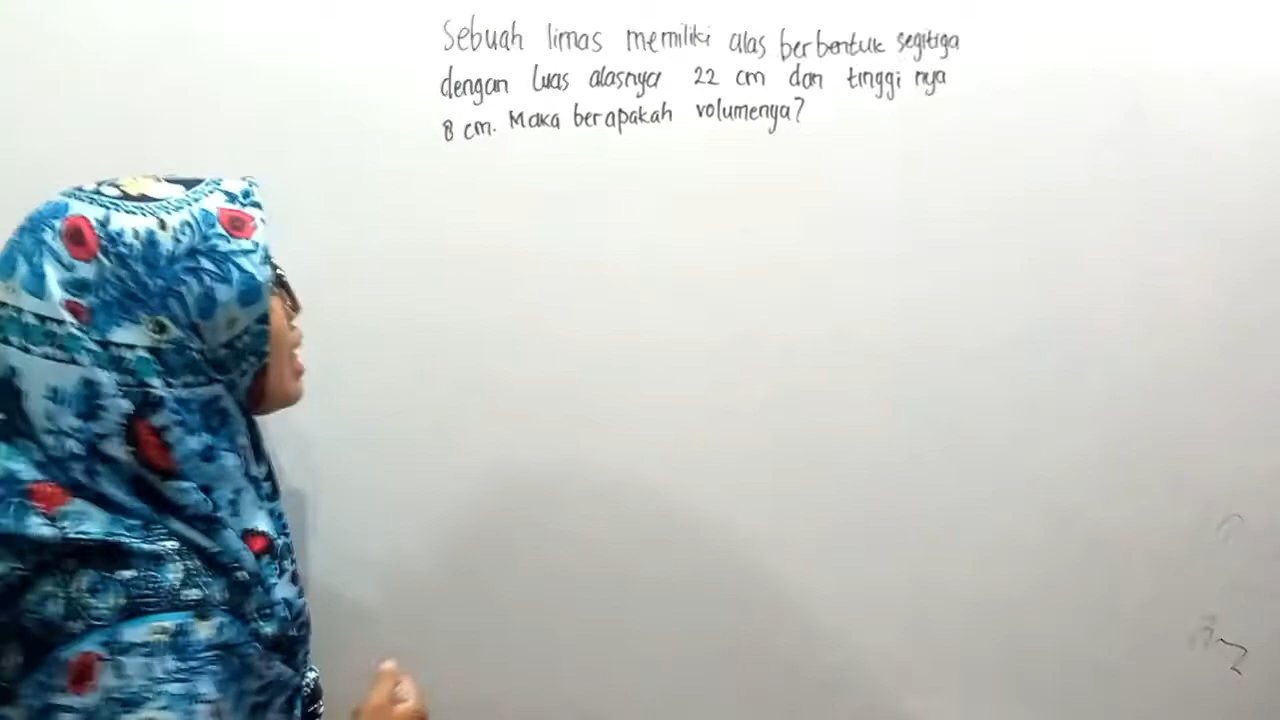 Sebuah limas memiliki alas berbentuk segitiga
dengan luas alasnya 22 cm dan tinggi nya
8 cm. Maka berapakah volumenya?